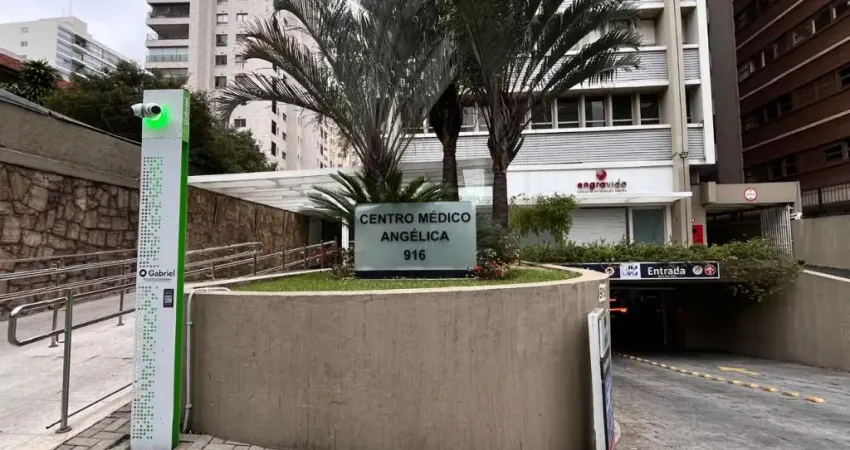 engravida
CENTRO MÉDICO
ANGÉLICA
916
Entrada
Gabriel